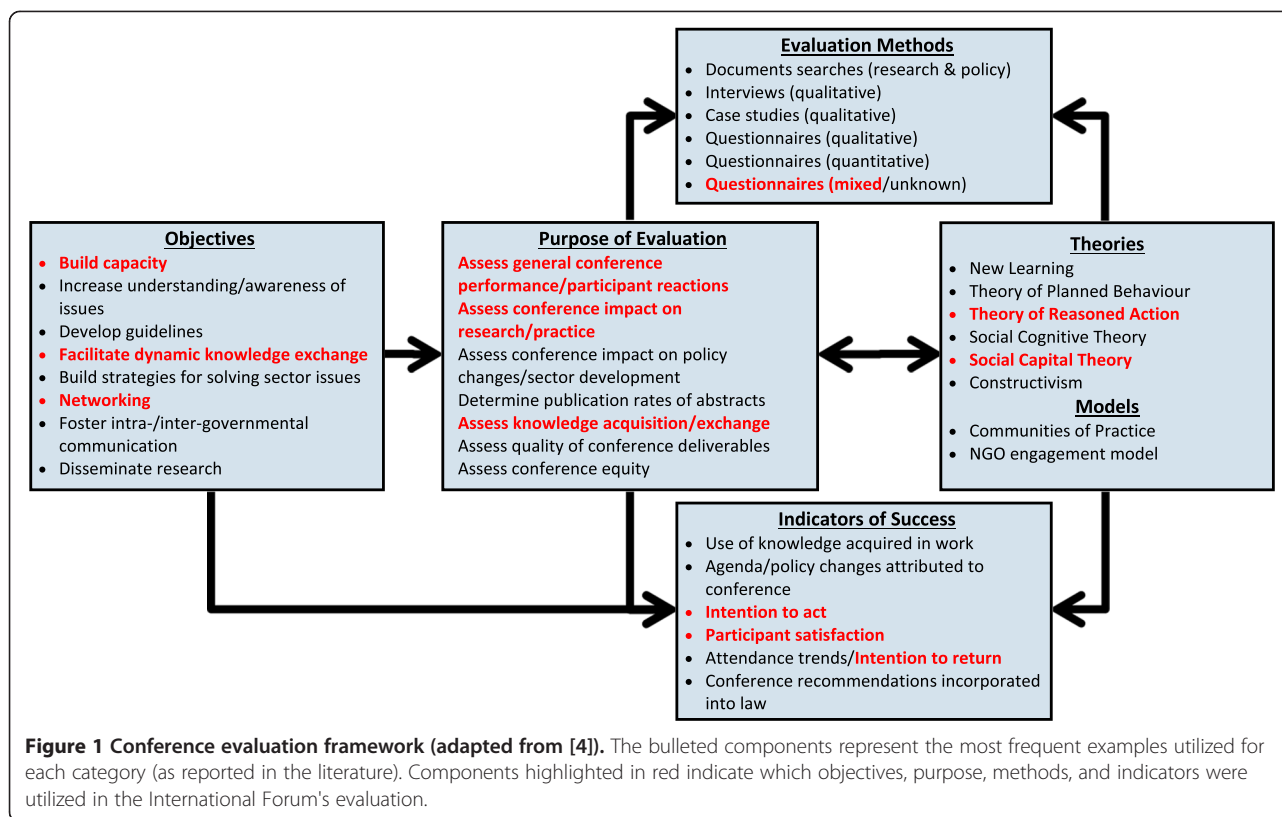 Evaluation Methods
• Documents searches (research & policy)
• Interviews (qualitative)
• Case studies (qualitative)
• Questionnaires (qualitative)
• Questionnaires (quantitative)
• Questionnaires (mixed/unknown)
Objectives
• Build capacity
• Increase understanding/awareness of
issues
• Develop guidelines
• Facilitate dynamic knowledge exchange
• Build strategies for solving sector issues
• Networking
• Foster intra-/inter-governmental
communication
• Disseminate research
Purpose of Evaluation
Assess general conference
performance/participant reactions
Assess conference impact on
research/practice
Assess conference impact on policy
changes/sector development
Determine publication rates of abstracts
Assess knowledge acquisition/exchange
Assess quality of conference deliverables
Assess conference equity
Theories
• New Learning
• Theory of Planned Behaviour
• Theory of Reasoned Action
• Social Cognitive Theory
• Social Capital Theory
• Constructivism
Models
• Communities of Practice
• NGO engagement model
Indicators of Success
• Use of knowledge acquired in work
• Agenda/policy changes attributed to
conference
• Intention to act
• Participant satisfaction
• Attendance trends/Intention to return
• Conference recommendations incorporated
into law
Figure 1 Conference evaluation framework (adapted from [4]). The bulleted components represent the most frequent examples utilized for
each category (as reported in the literature). Components highlighted in red indicate which objectives, purpose, methods, and indicators were
utilized in the International Forum's evaluation.